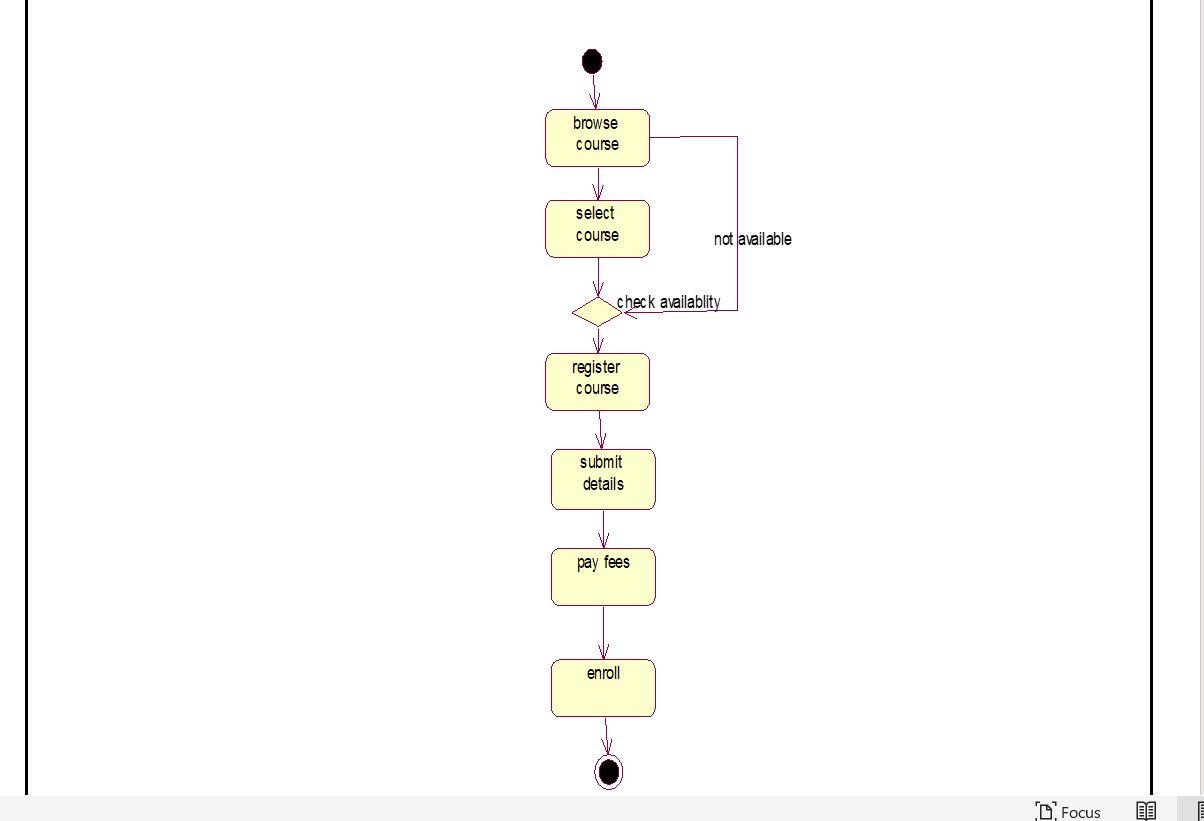 browse
course
select
course
not available
check availablity
register
course
submit
details
pay fees
enroll
Focus